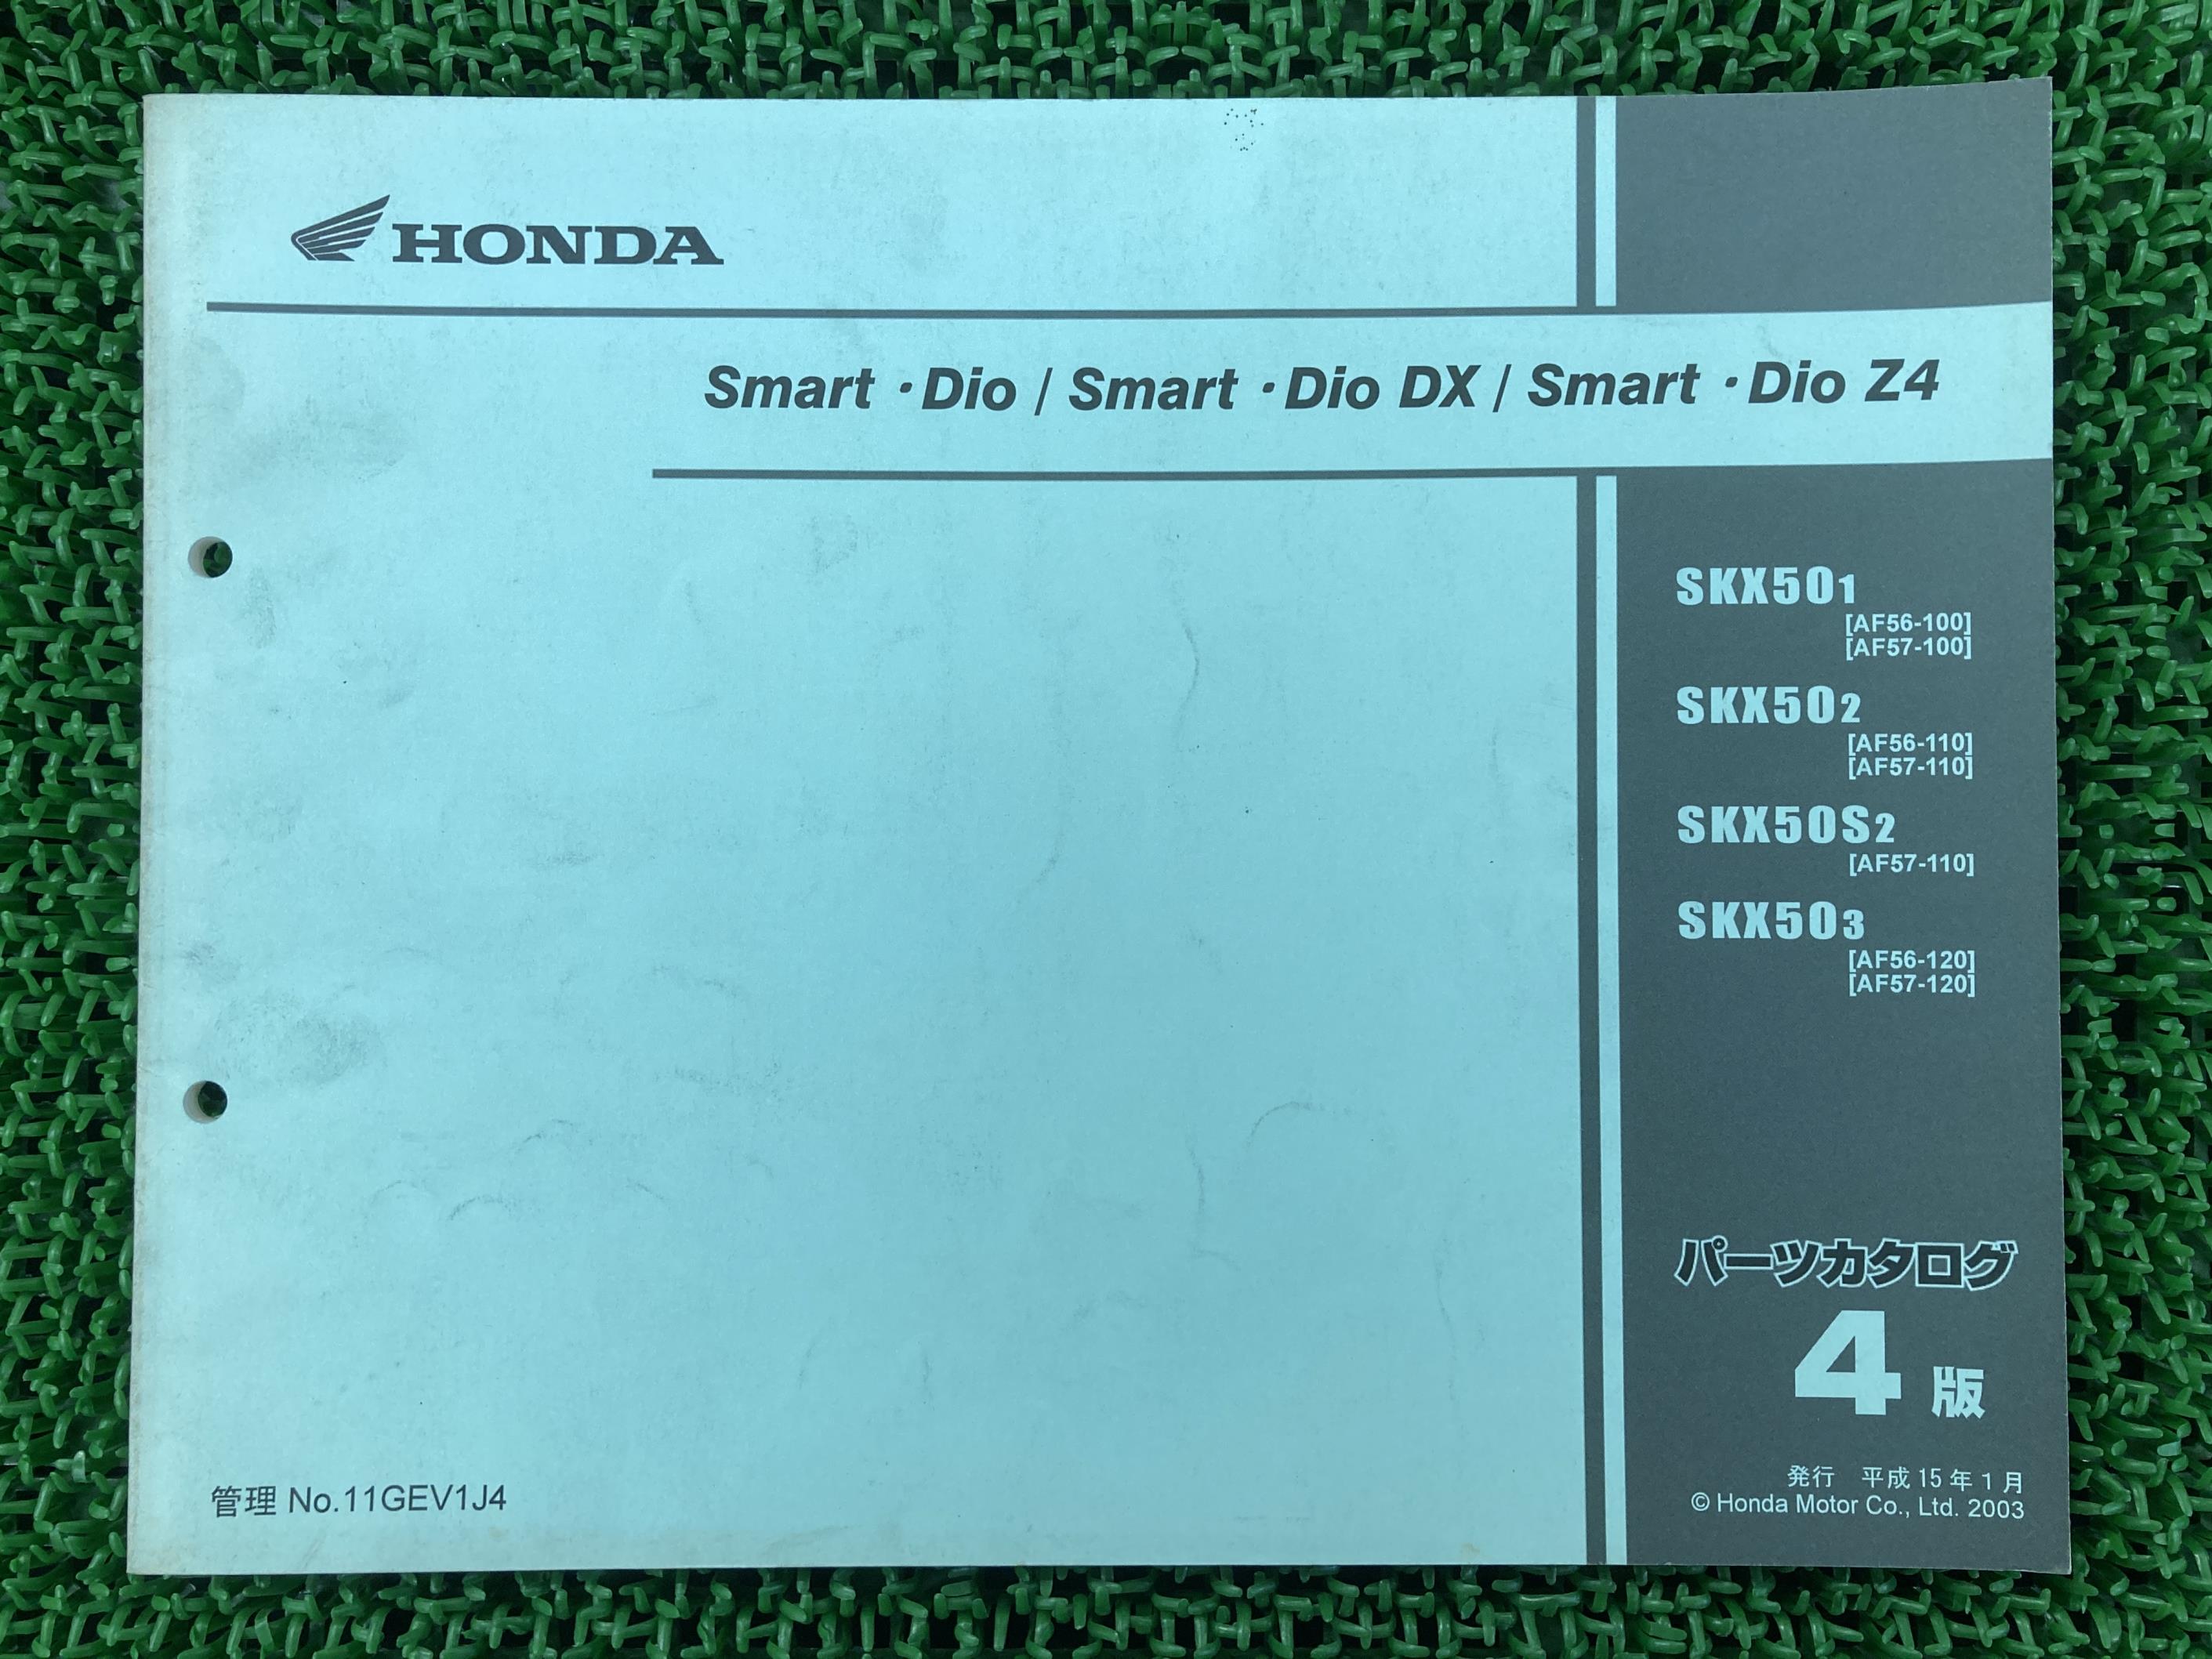 HONDA
Smart・Dio / Smart・Dio DX / Smart・Dio Z4
SKX501
[AF56-100]
[AF57-100]
SKX502
[AF56-110]
[AF57-110]
SKX50S2
[AF57-110]
SKX503
[AF56-120]
[AF57-120]
パーツカタログ
4版
発行 平成15年1月
© Honda Motor Co., Ltd. 2003
管理 No.11GEV1J4